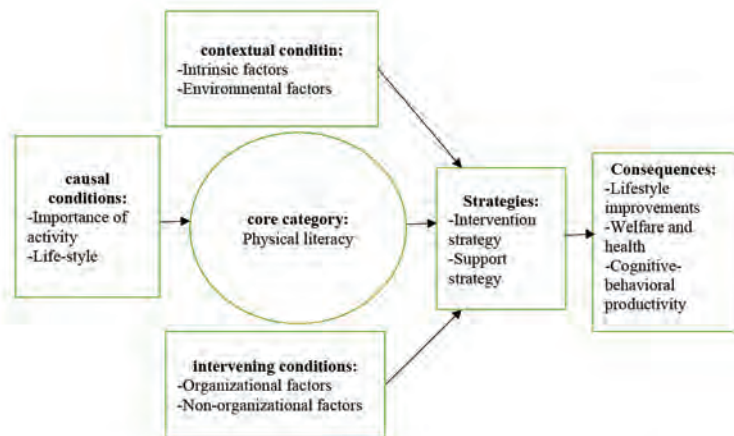 contextual conditin:
-Intrinsic factors
-Environmental factors
causal
conditions:
-Importance of
activity
-Life-style
core category:
Physical literacy
Strategies:
-Intervention
strategy
-Support
strategy
Consequences:
-Lifestyle
improvements
-Welfare and
health
-Cognitive-
behavioral
productivity
intervening conditions:
-Organizational factors
-Non-organizational factors